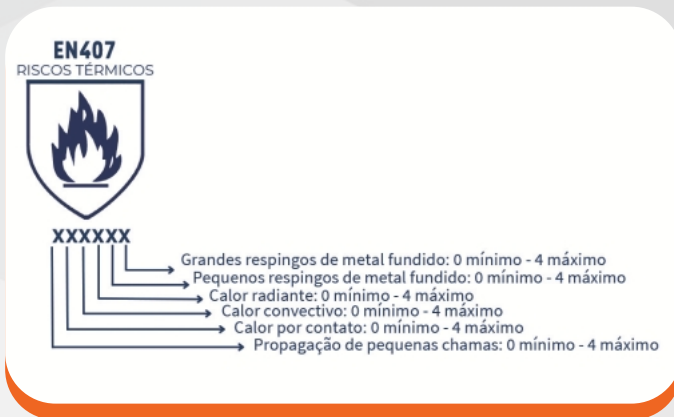 EN407
RISCOS TÉRMICOS
XXXXXX
Grandes respingos de metal fundido: 0 mínimo - 4 máximo
Pequenos respingos de metal fundido: 0 mínimo - 4 máximo
Calor radiante: 0 mínimo - 4 máximo
Calor convectivo: 0 mínimo - 4 máximo
Calor por contato: 0 mínimo - 4 máximo
Propagação de pequenas chamas: 0 mínimo - 4 máximo